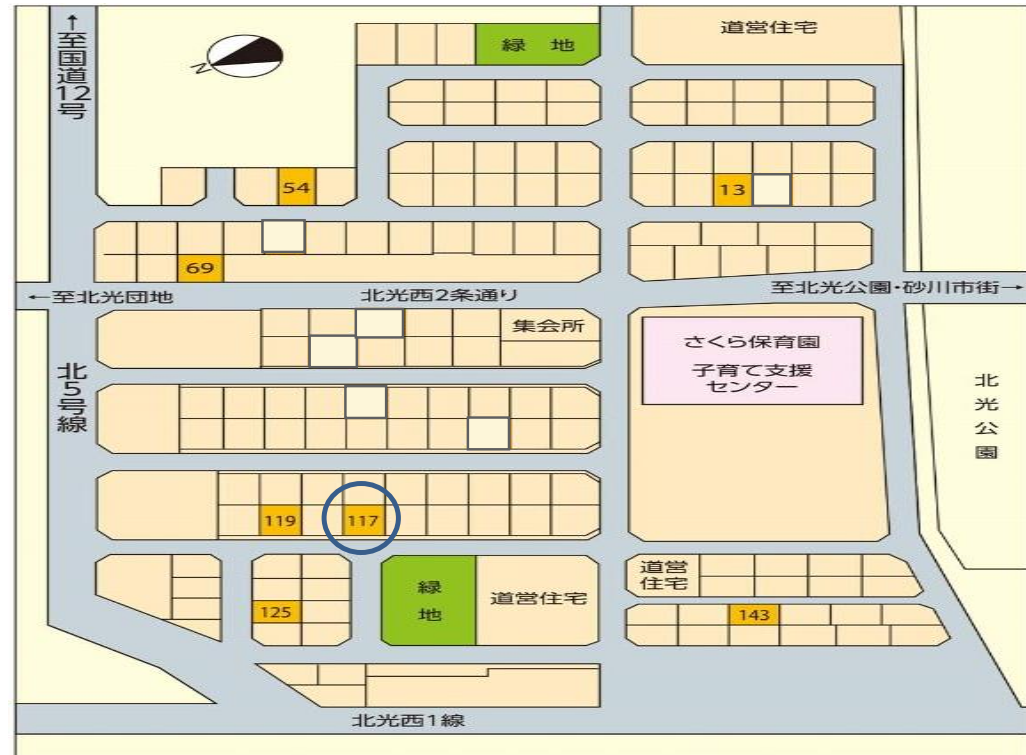 ↑至国道12号
N
緑 地
道営住宅
54
13
69
←至北光団地
北光西2条通り
至北光公園・砂川市街→
集会所
さくら保育園
子育て支援
センター
北5号線
北光公園
119
117
緑
地
道営住宅
道営
住宅
125
143
北光西1線